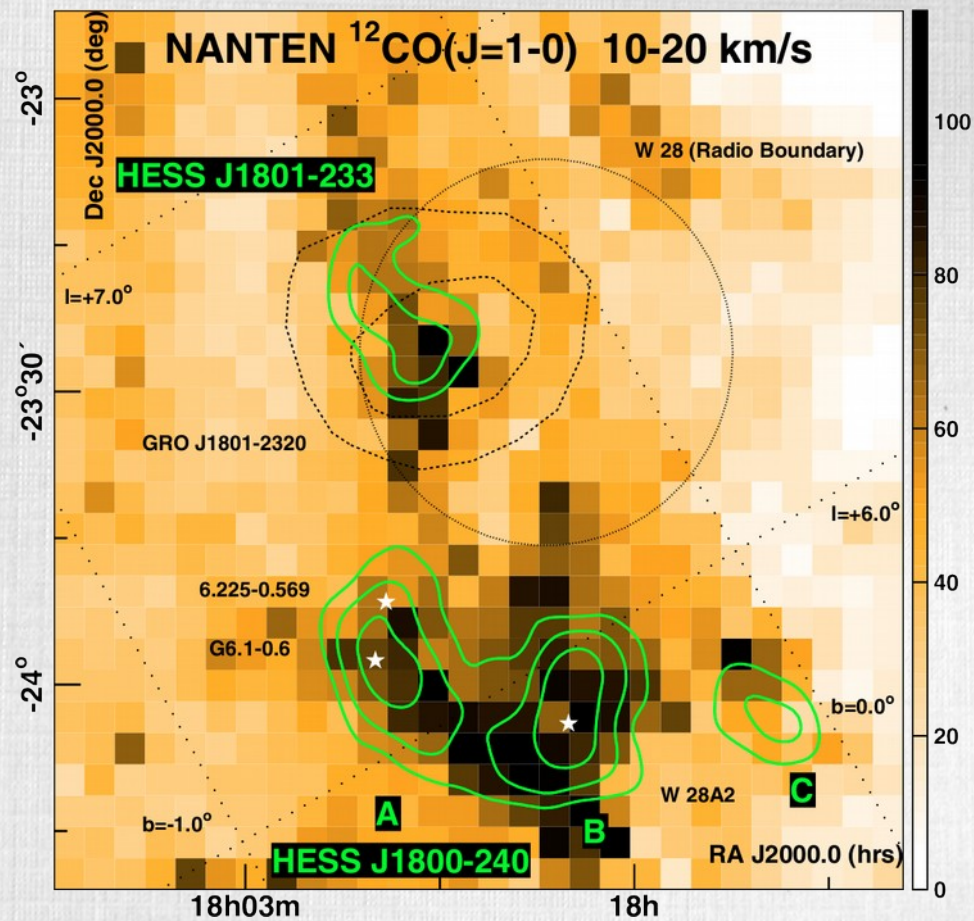 NANTEN ¹²CO(J=1-0) 10-20 km/s
Dec J2000.0 (deg)
-23°
100
W 28 (Radio Boundary)
HESS J1801-233
80
l=+7.0°
-23°30´
60
GRO J1801-2320
l=+6.0°
40
6.225-0.569
G6.1-0.6
-24°
b=0.0°
20
W 28A2
C
A
b=-1.0°
B
RA J2000.0 (hrs)
HESS J1800-240
0
18h03m
18h